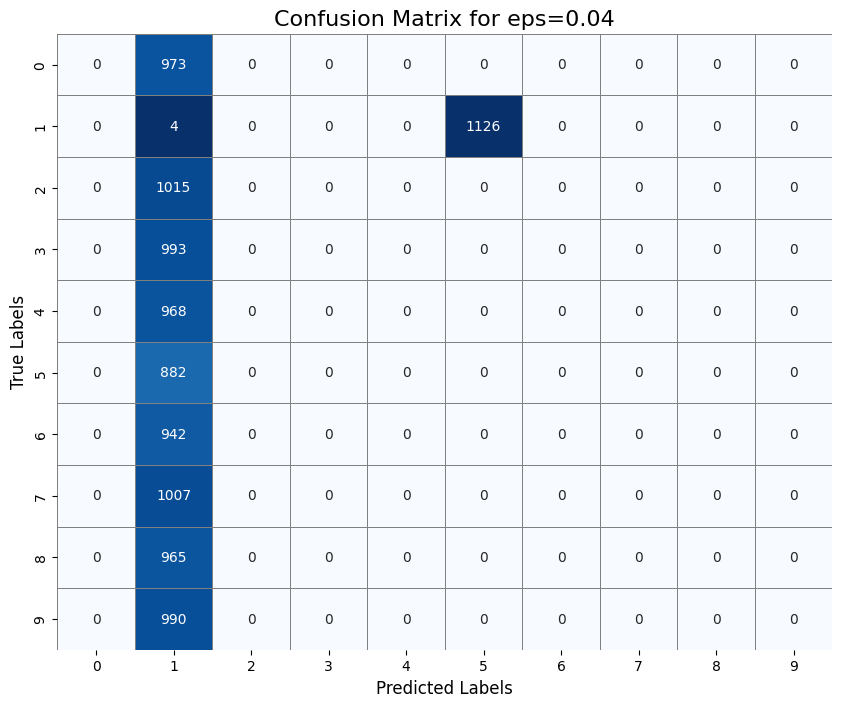 Confusion Matrix for eps=0.04
True Labels
0 0 973 0 0 0 0 0 0 0 0
1 0 4 0 0 0 1126 0 0 0 0
2 0 1015 0 0 0 0 0 0 0 0
3 0 993 0 0 0 0 0 0 0 0
4 0 968 0 0 0 0 0 0 0 0
5 0 882 0 0 0 0 0 0 0 0
6 0 942 0 0 0 0 0 0 0 0
7 0 1007 0 0 0 0 0 0 0 0
8 0 965 0 0 0 0 0 0 0 0
9 0 990 0 0 0 0 0 0 0 0
0 1 2 3 4 5 6 7 8 9
Predicted Labels